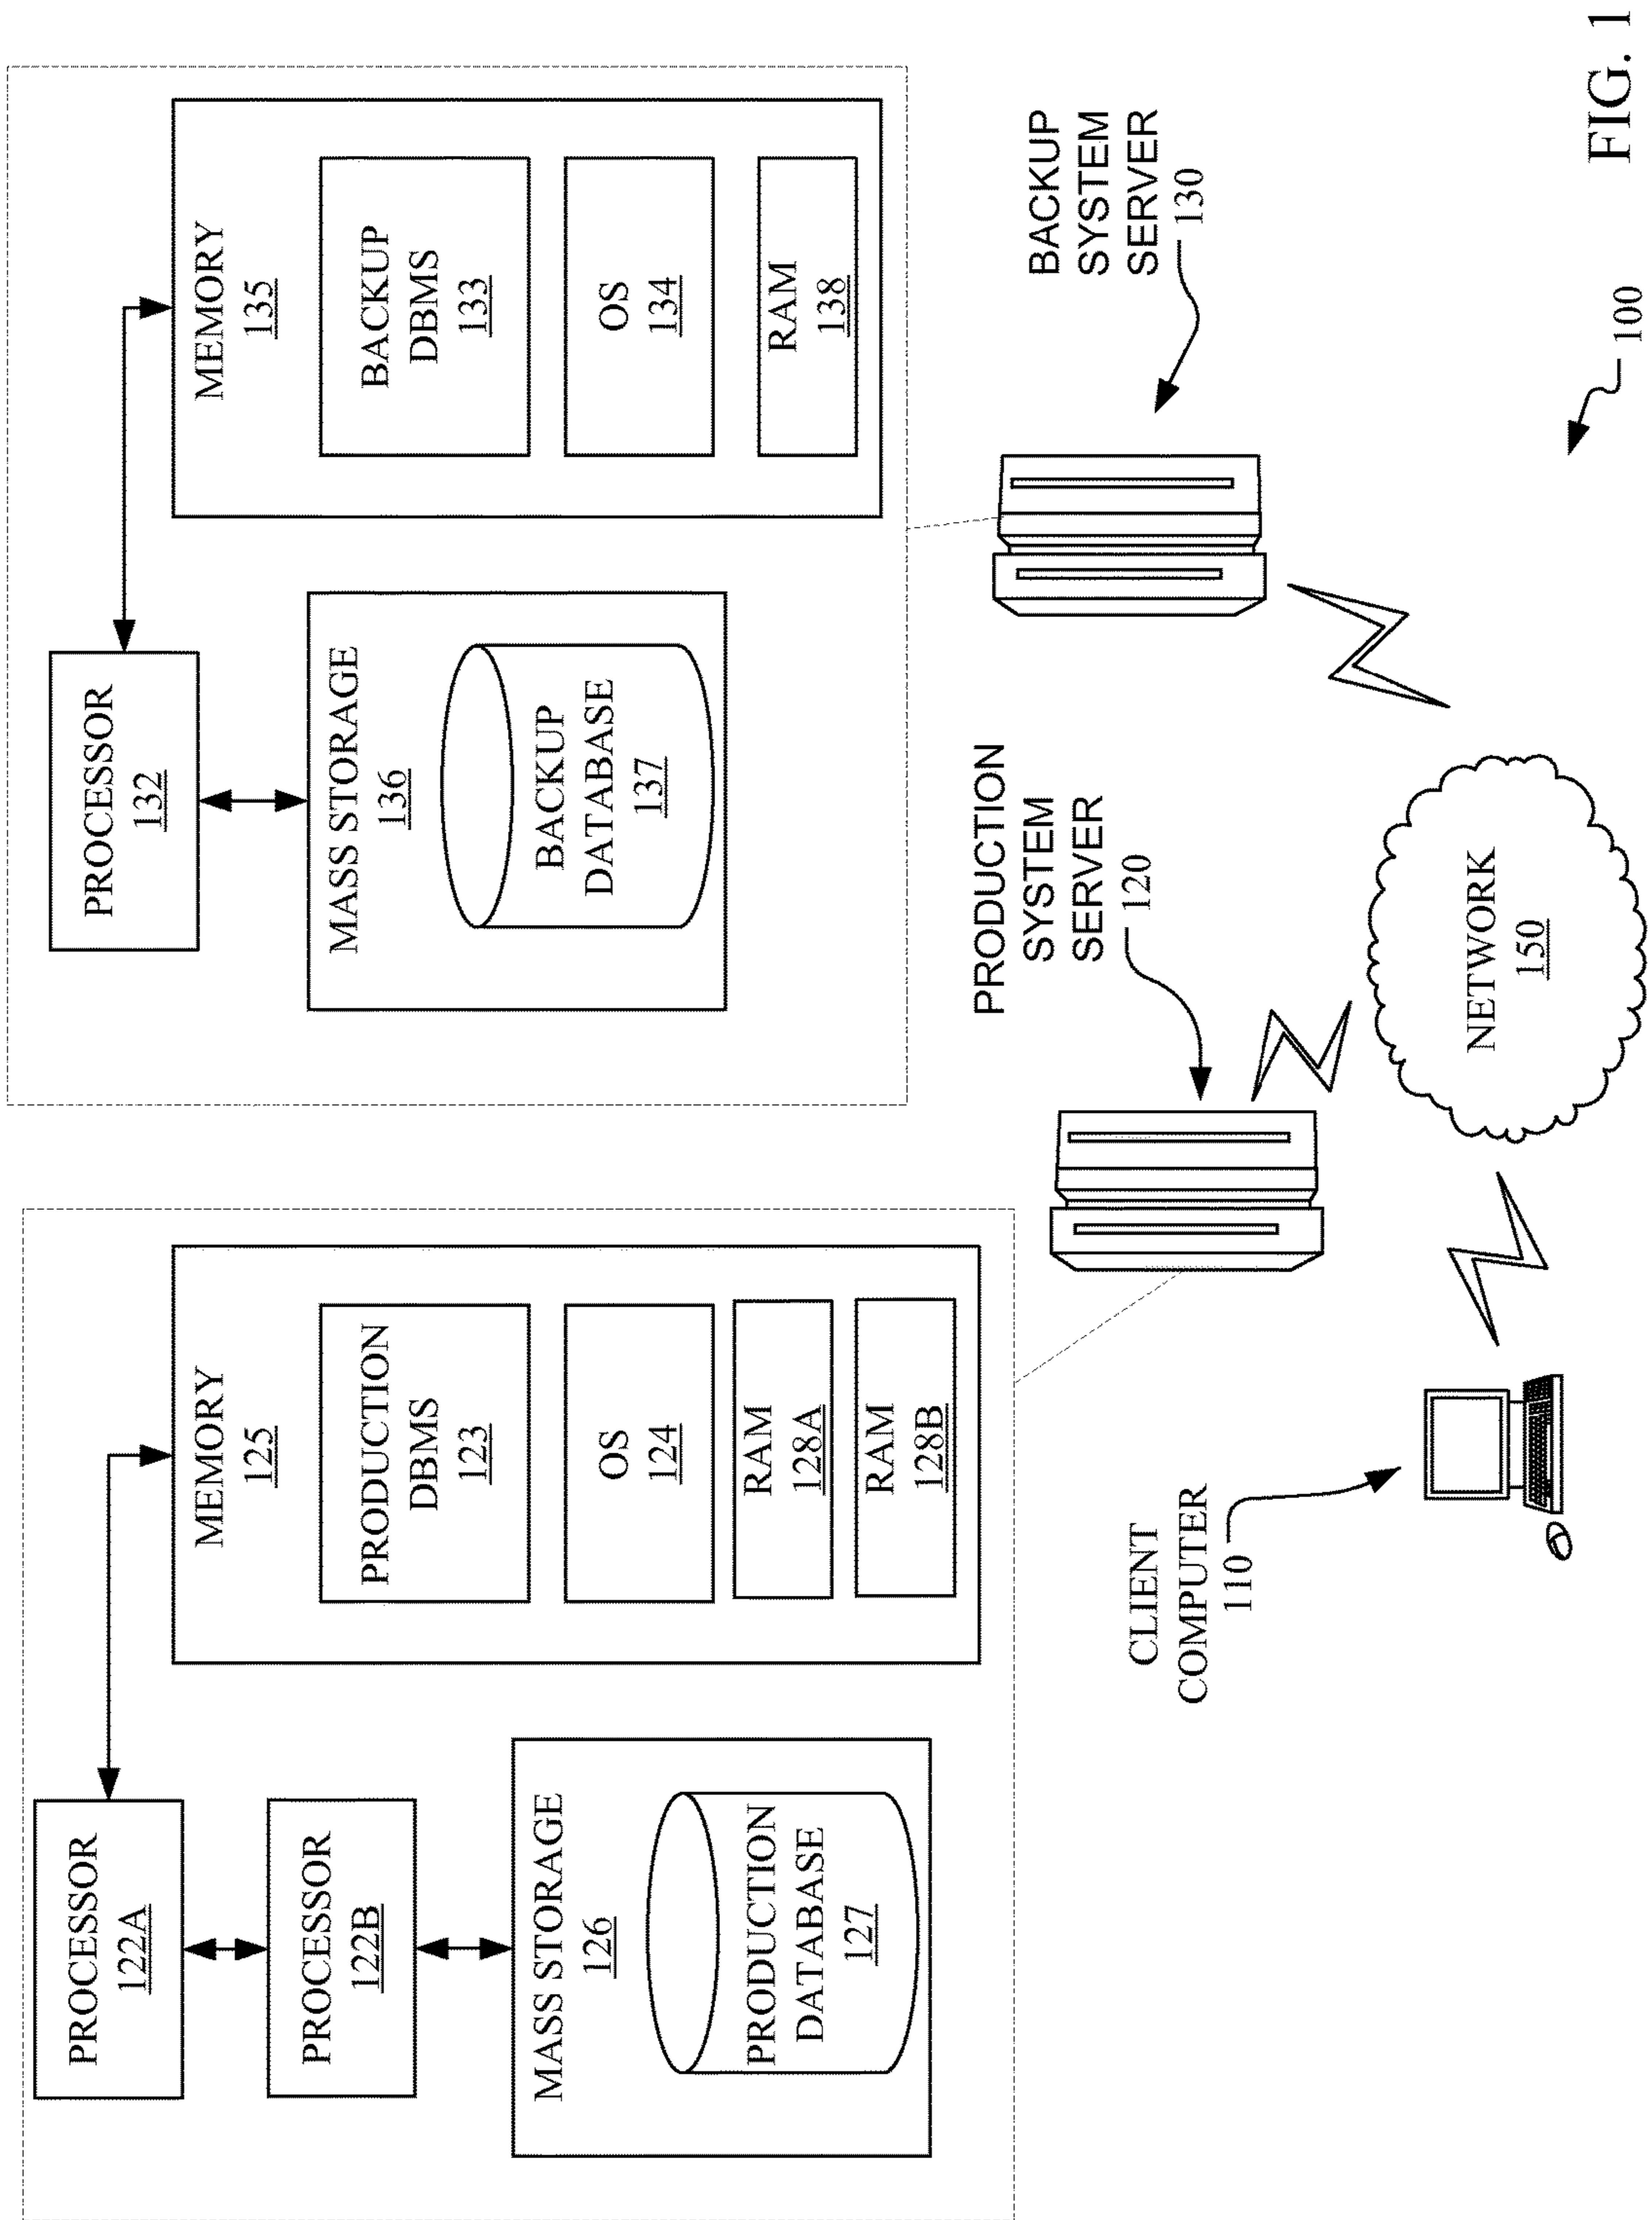 PROCESSOR
122A
PROCESSOR
122B
MASS STORAGE
126
PRODUCTION
DATABASE
127
MEMORY
125
PRODUCTION
DBMS
123
OS
124
RAM
128A
RAM
128B
PROCESSOR
132
MASS STORAGE
136
BACKUP
DATABASE
137
MEMORY
135
BACKUP
DBMS
133
OS
134
RAM
138
CLIENT
COMPUTER
110
PRODUCTION
SYSTEM
SERVER
120
BACKUP
SYSTEM
SERVER
130
NETWORK
150
100
FIG. 1